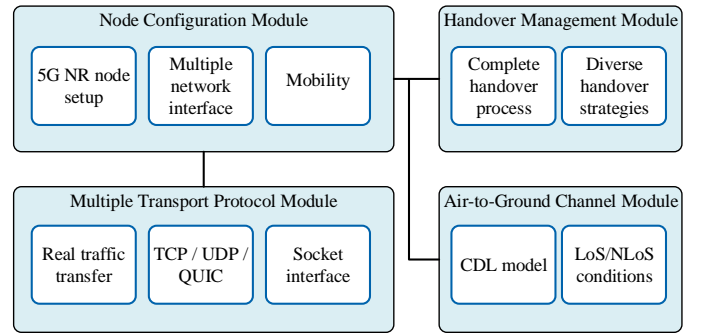 Node Configuration Module
5G NR node
setup
Multiple
network
interface
Mobility
Handover Management Module
Complete
handover
process
Diverse
handover
strategies
Multiple Transport Protocol Module
Real traffic
transfer
TCP / UDP /
QUIC
Socket
interface
Air-to-Ground Channel Module
CDL model
LoS/NLoS
conditions